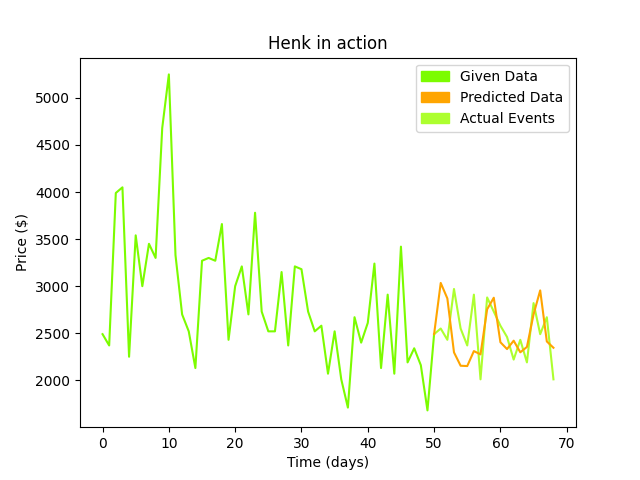 Henk in action
Given Data
Predicted Data
Actual Events
Price ($)
5000
4500
4000
3500
3000
2500
2000
0 10 20 30 40 50 60 70
Time (days)